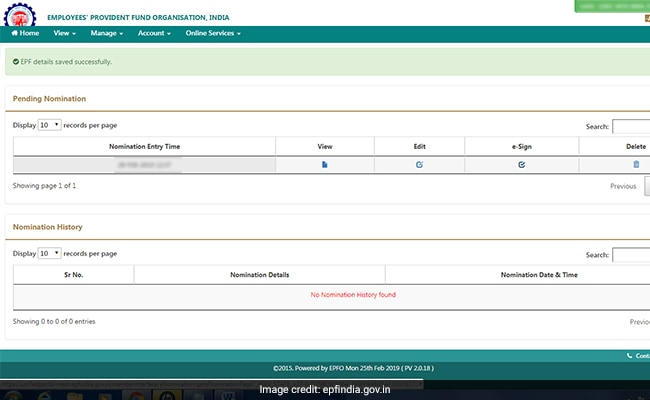 EMPLOYEES' PROVIDENT FUND ORGANISATION, INDIA
Home View Manage Account Online Services
EPF details saved successfully.
Pending Nomination
Display 10 records per page Search:
Nomination Entry Time View Edit e-Sign Delete
Showing page 1 of 1 Previous
Nomination History
Display 10 records per page Search:
Sr No. Nomination Details Nomination Date & Time
No Nomination History found
Showing 0 to 0 of 0 entries Previo
Conta
©2015. Powered by EPFO Mon 25th Feb 2019 ( PV 2.0.18 )
Image credit: epfindia.gov.in